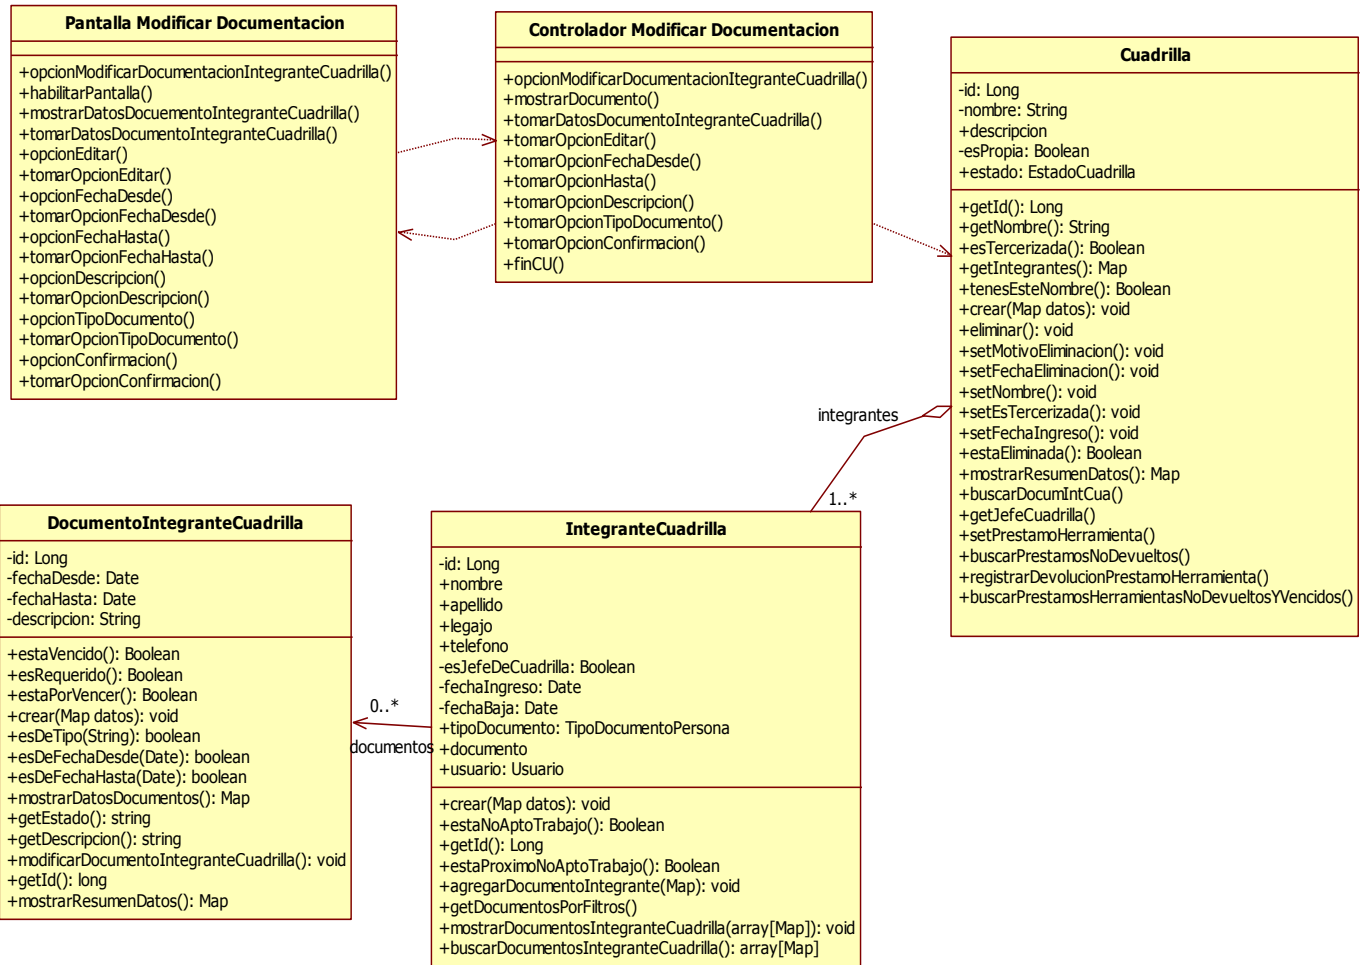 Pantalla Modificar Documentacion
+opcionModificarDocumentacionIntegranteCuadrilla()
+habilitarPantalla()
+mostrarDatosDocuementoIntegranteCuadrilla()
+tomarDatosDocumentoIntegranteCuadrilla()
+opcionEditar()
+tomarOpcionEditar()
+opcionFechaDesde()
+tomarOpcionFechaDesde()
+opcionFechaHasta()
+tomarOpcionFechaHasta()
+opcionDescripcion()
+tomarOpcionDescripcion()
+opcionTipoDocumento()
+tomarOpcionTipoDocumento()
+opcionConfirmacion()
+tomarOpcionConfirmacion()
Controlador Modificar Documentacion
+opcionModificarDocumentacionItegranteCuadrilla()
+mostrarDocumento()
+tomarDatosDocumentoIntegranteCuadrilla()
+tomarOpcionEditar()
+tomarOpcionFechaDesde()
+tomarOpcionHasta()
+tomarOpcionDescripcion()
+tomarOpcionTipoDocumento()
+tomarOpcionConfirmacion()
+finCU()
Cuadrilla
-id: Long
-nombre: String
+descripcion
-esPropia: Boolean
+estado: EstadoCuadrilla
+getId(): Long
+getNombre(): String
+esTercerizada(): Boolean
+getIntegrantes(): Map
+tenesEsteNombre(): Boolean
+crear(Map datos): void
+eliminar(): void
+setMotivoEliminacion(): void
+setFechaEliminacion(): void
+setNombre(): void
+setEsTercerizada(): void
+setFechaIngreso(): void
+estaEliminada(): Boolean
+mostrarResumenDatos(): Map
+buscarDocumIntCua()
+getJefeCuadrilla()
+setPrestamoHerramienta()
+buscarPrestamosNoDevueltos()
+registrarDevolucionPrestamoHerramienta()
+buscarPrestamosHerramientasNoDevueltosYVencidos()
integrantes
1..*
DocumentoIntegranteCuadrilla
-id: Long
-fechaDesde: Date
-fechaHasta: Date
-descripcion: String
+estaVencido(): Boolean
+esRequerido(): Boolean
+estaPorVencer(): Boolean
+crear(Map datos): void
+esDeTipo(String): boolean
+esDeFechaDesde(Date): boolean
+esDeFechaHasta(Date): boolean
+mostrarDatosDocumentos(): Map
+getEstado(): string
+getDescripcion(): string
+modificarDocumentoIntegranteCuadrilla(): void
+getId(): long
+mostrarResumenDatos(): Map
0..*
documentos
IntegranteCuadrilla
-id: Long
+nombre
+apellido
+legajo
+telefono
-esJefeDeCuadrilla: Boolean
-fechaIngreso: Date
-fechaBaja: Date
+tipoDocumento: TipoDocumentoPersona
+documento
+usuario: Usuario
+crear(Map datos): void
+estaNoAptoTrabajo(): Boolean
+getId(): Long
+estaProximoNoAptoTrabajo(): Boolean
+agregarDocumentoIntegrante(Map): void
+getDocumentosPorFiltros()
+mostrarDocumentosIntegranteCuadrilla(array[Map]): void
+buscarDocumentosIntegranteCuadrilla(): array[Map]